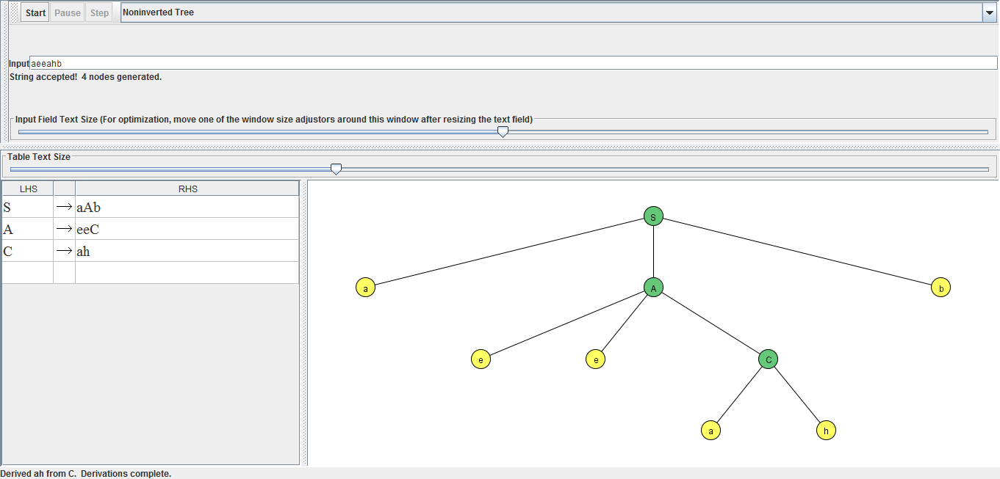 Start Pause Step Noninverted Tree
Input aeeahb
String accepted! 4 nodes generated.
Input Field Text Size (For optimization, move one of the window size adjustors around this window after resizing the text field)
Table Text Size
LHS RHS
S → aAb
A → eeC
C → ah
S
a A b
e e C
a h
Derived ah from C. Derivations complete.